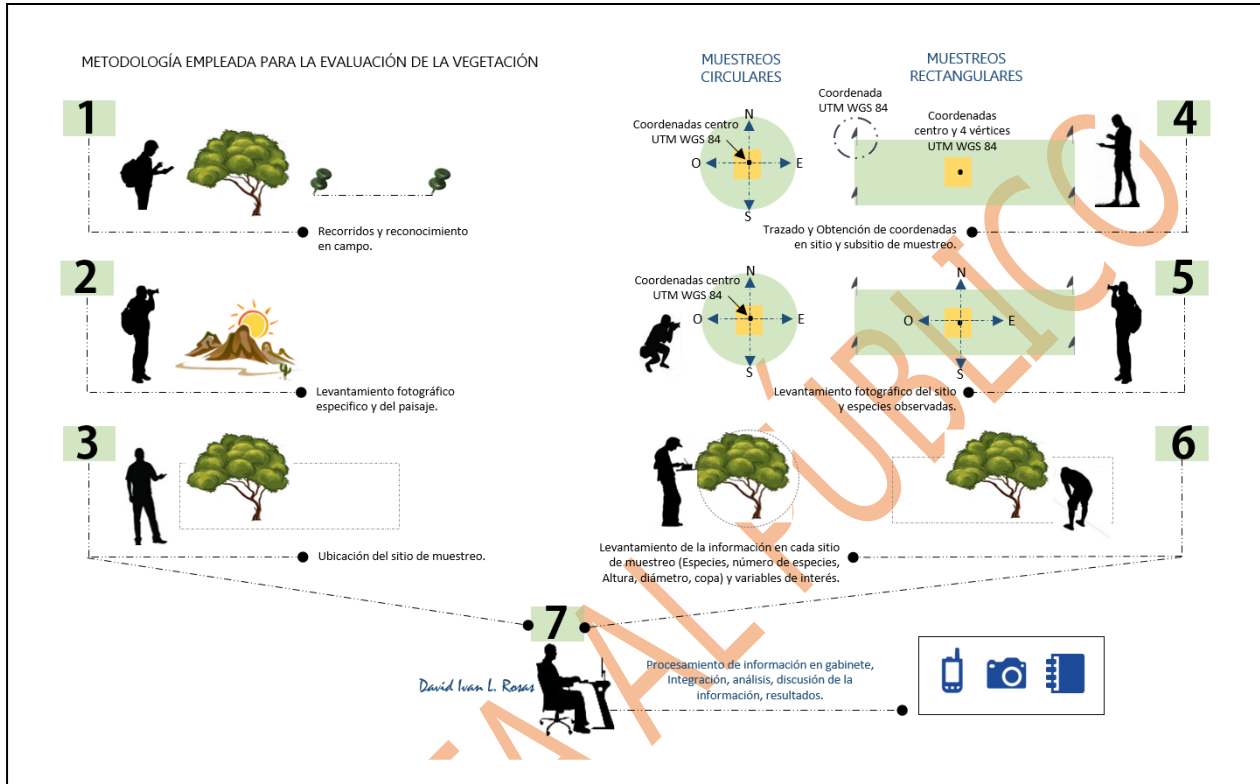 METODOLOGÍA EMPLEADA PARA LA EVALUACIÓN DE LA VEGETACIÓN
1
Recorridos y reconocimiento
en campo.
2
Levantamiento fotográfico
especifico y del paisaje.
3
Ubicación del sitio de muestreo.
MUESTREOS
CIRCULARES
MUESTREOS
RECTANGULARES
Coordenadas centro
UTM WGS 84
N
O
E
S
Coordenada
UTM WGS 84
Coordenadas
centro y 4 vértices
UTM WGS 84
4
Trazado y Obtención de coordenadas
en sitio y subsitio de muestreo.
Coordenadas centro
UTM WGS 84
N
O
E
S
N
O
E
S
5
Levantamiento fotográfico del sitio
y especies observadas.
6
Levantamiento de la información en cada sitio
de muestreo (Especies, número de especies,
Altura, diámetro, copa) y variables de interés.
7
David Ivan L. Rosas
Procesamiento de información en gabinete,
Integración, análisis, discusión de la
información, resultados.
AL PÚBLICO